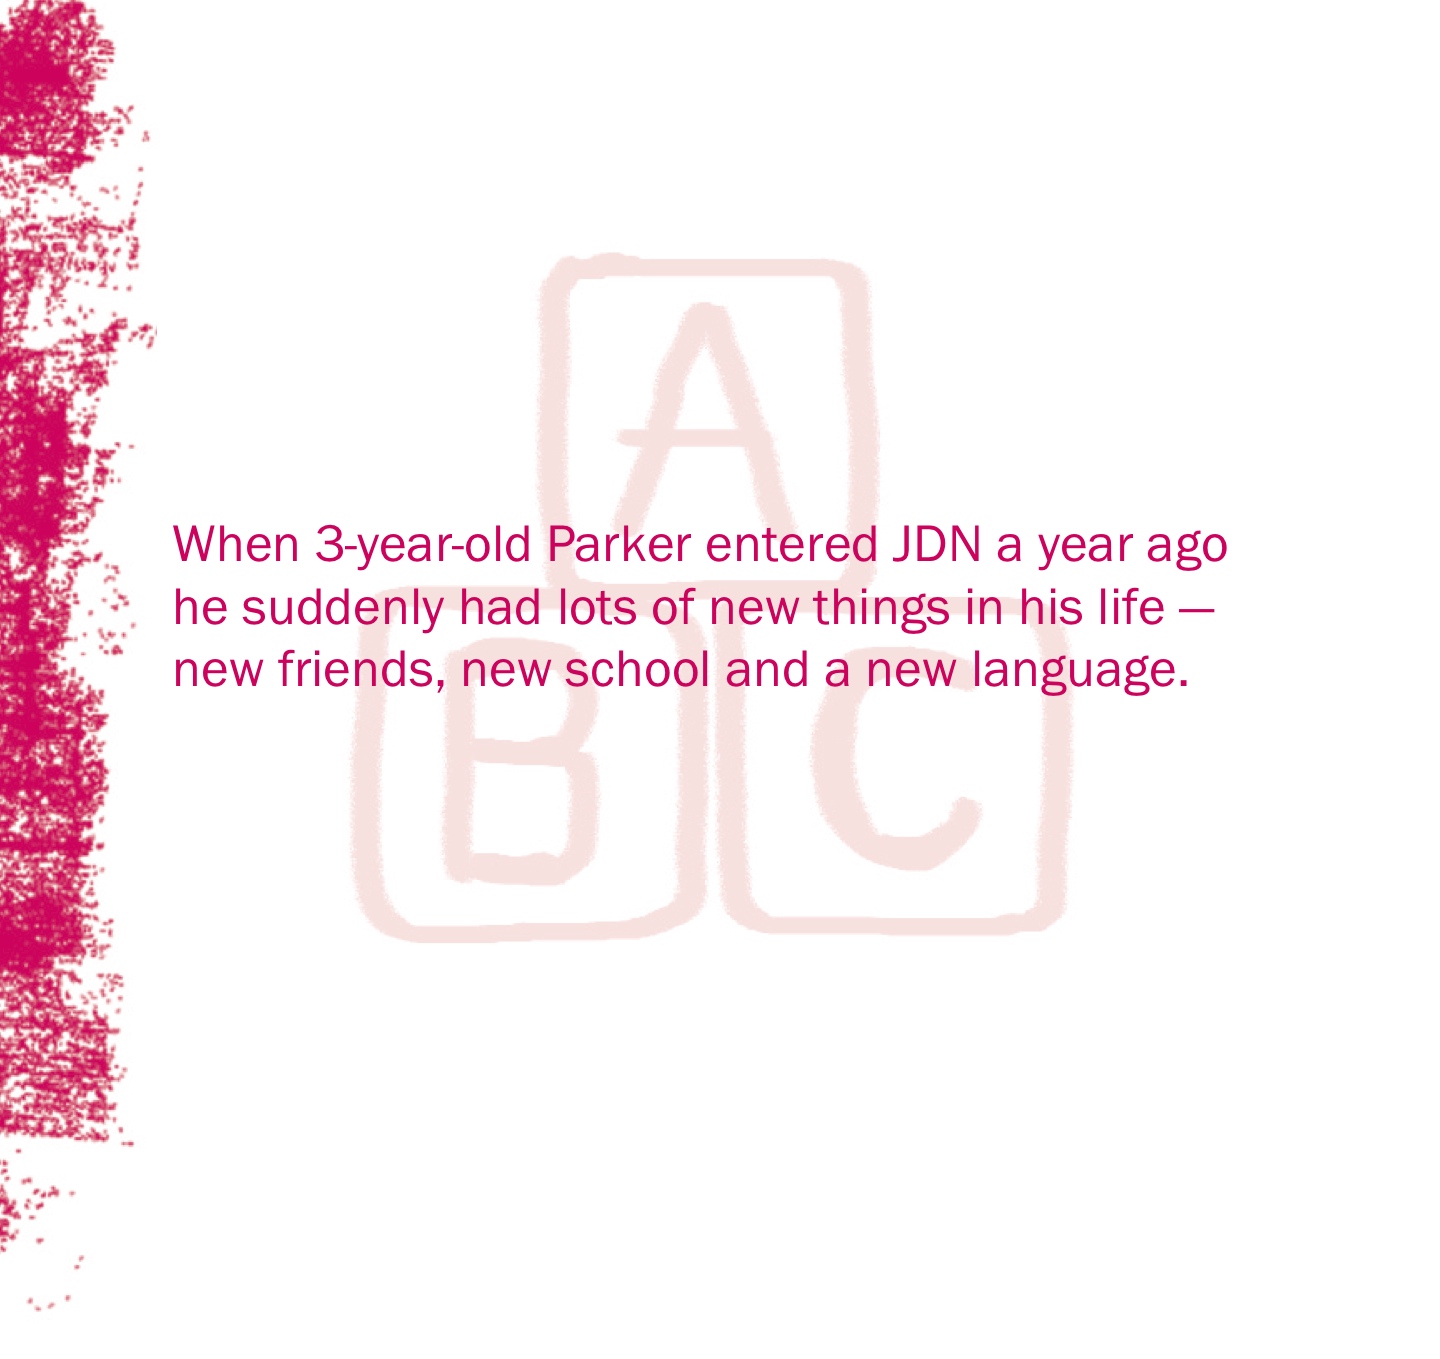 A
When 3-year-old Parker entered JDN a year ago
he suddenly had lots of new things in his life —
new friends, new school and a new language.
B C